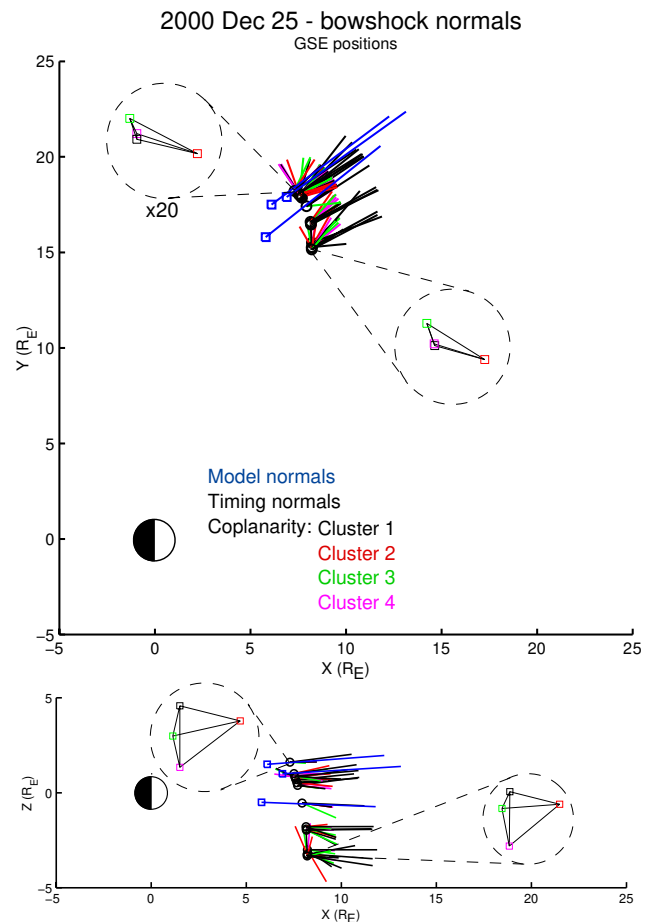 2000 Dec 25 - bowshock normals
GSE positions
25
20
15
10
5
0
−5
Y (RE)
x20
Model normals
Timing normals
Coplanarity: Cluster 1
Cluster 2
Cluster 3
Cluster 4
−5 0 5 10 15 20 25
X (RE)
5
0
−5
Z (RE)
−5 0 5 10 15 20 25
X (RE)